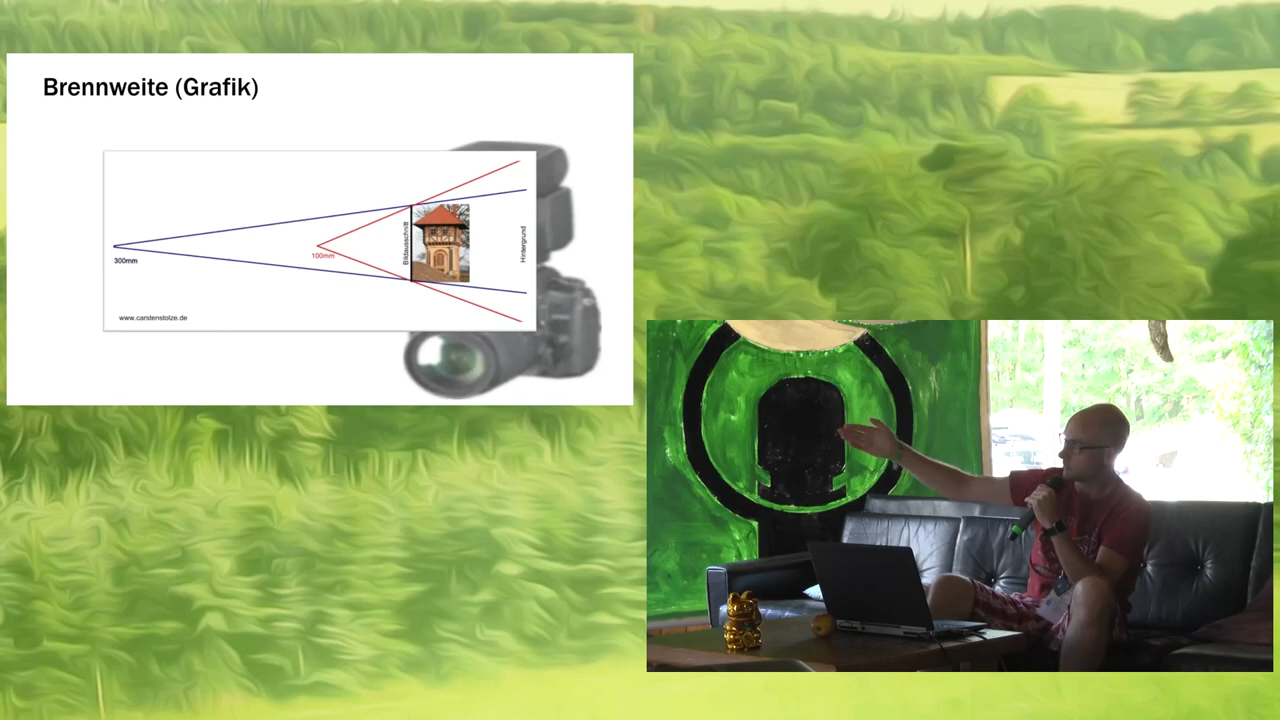 Brennweite (Grafik)
300mm
100mm
Bildausschnitt
Hintergrund
www.carstenstolze.de